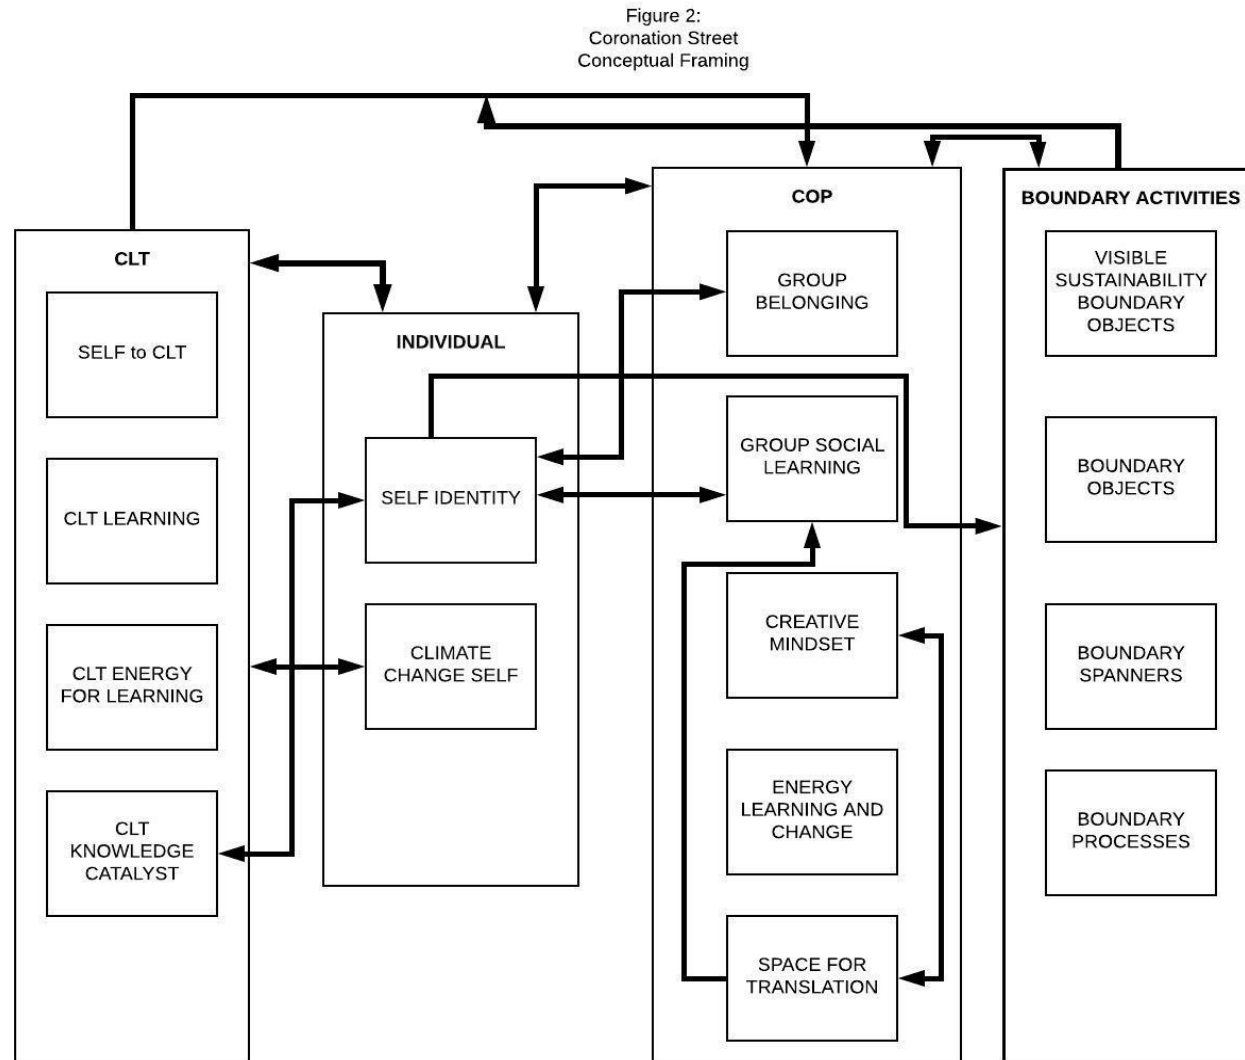 Figure 2:
Coronation Street
Conceptual Framing
CLT
SELF to CLT
CLT LEARNING
CLT ENERGY
FOR LEARNING
CLT
KNOWLEDGE
CATALYST
INDIVIDUAL
SELF IDENTITY
CLIMATE
CHANGE SELF
COP
GROUP
BELONGING
GROUP SOCIAL
LEARNING
CREATIVE
MINDSET
ENERGY
LEARNING AND
CHANGE
SPACE FOR
TRANSLATION
BOUNDARY ACTIVITIES
VISIBLE
SUSTAINABILITY
BOUNDARY
OBJECTS
BOUNDARY
OBJECTS
BOUNDARY
SPANNERS
BOUNDARY
PROCESSES